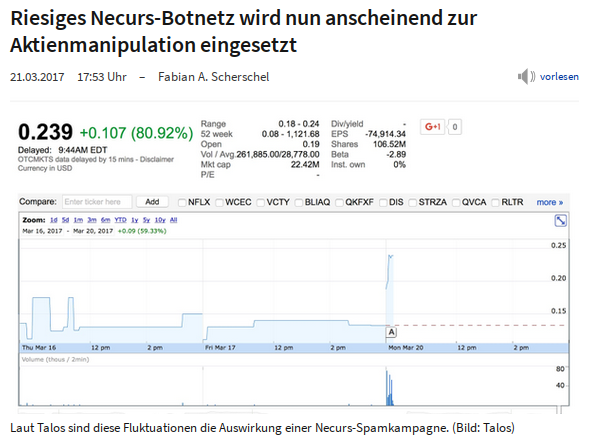 Riesiges Necurs-Botnetz wird nun anscheinend zur
Aktienmanipulation eingesetzt
21.03.2017 17:53 Uhr – Fabian A. Scherschel
vorlesen
0.239 +0.107 (80.92%)
Delayed: 9:44AM EDT
OTCMKTS data delayed by 15 mins - Disclaimer
Currency in USD
Range 0.18 - 0.24
52 week 0.08 - 1,121.68
Open 0.19
Vol / Avg. 261,885.00/28,778.00
Mkt cap 22.42M
P/E -
Div/yield -
EPS -74,914.34
Shares 106.52M
Beta -2.89
Inst. own 0%
G+1 0
Compare: Enter ticker here Add NFLX WCEC VCTY BLIAQ QKFXF DIS STRZA QVCA RLTR more »
Zoom: 1d 5d 1m 3m 6m YTD 1y 5y 10y All
Mar 16, 2017 - Mar 20, 2017 +0.09 (59.33%)
0.25
0.20
0.15
A
Thu Mar 16 12 pm 2 pm Fri Mar 17 12 pm 2 pm Mon Mar 20 12 pm 2 pm
Volume (thous / 2min)
80
40
Laut Talos sind diese Fluktuationen die Auswirkung einer Necurs-Spamkampagne. (Bild: Talos)